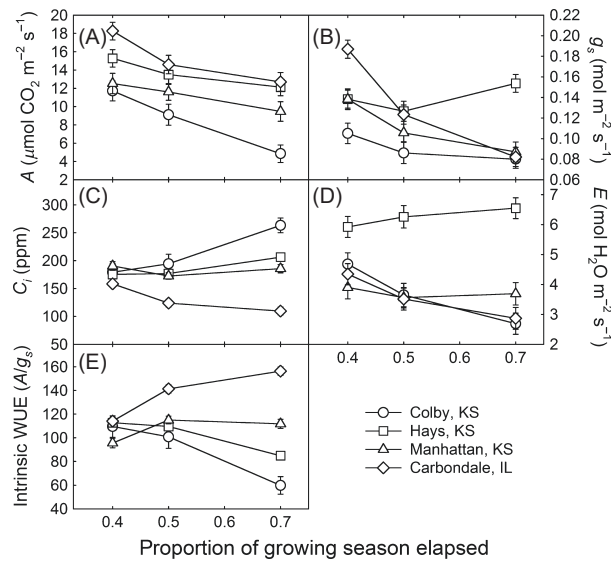 20
18
16
14
12
10
8
6
4
2
A (μmol CO₂ m⁻² s⁻¹)
(A)
(B)
0.22
0.20
0.18
0.16
0.14
0.12
0.10
0.08
0.06
gₛ (mol m⁻² s⁻¹)
300
250
200
150
100
50
Cᵢ (ppm)
(C)
(D)
7
6
5
4
3
2
E (mol H₂O m⁻² s⁻¹)
0.4 0.5 0.6 0.7
160
140
120
100
80
60
40
Intrinsic WUE (A/gₛ)
(E)
0.4 0.5 0.6 0.7
Colby, KS
Hays, KS
Manhattan, KS
Carbondale, IL
Proportion of growing season elapsed